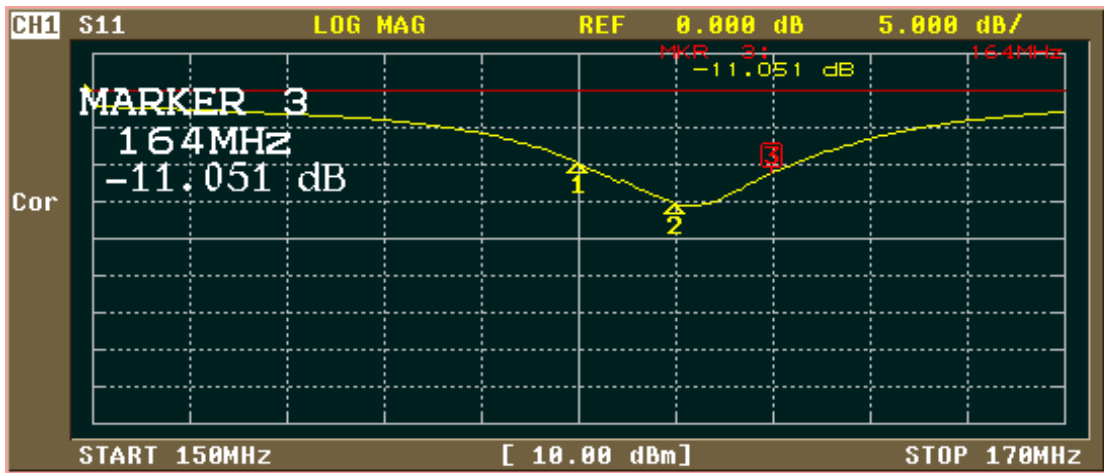 CH1 S11 LOG MAG REF 0.000 dB 5.000 dB/
MKR 3: 164MHz
-11.051 dB
MARKER 3
164MHz
-11.051 dB
3
1
2
Cor
START 150MHz [ 10.00 dBm] STOP 170MHz